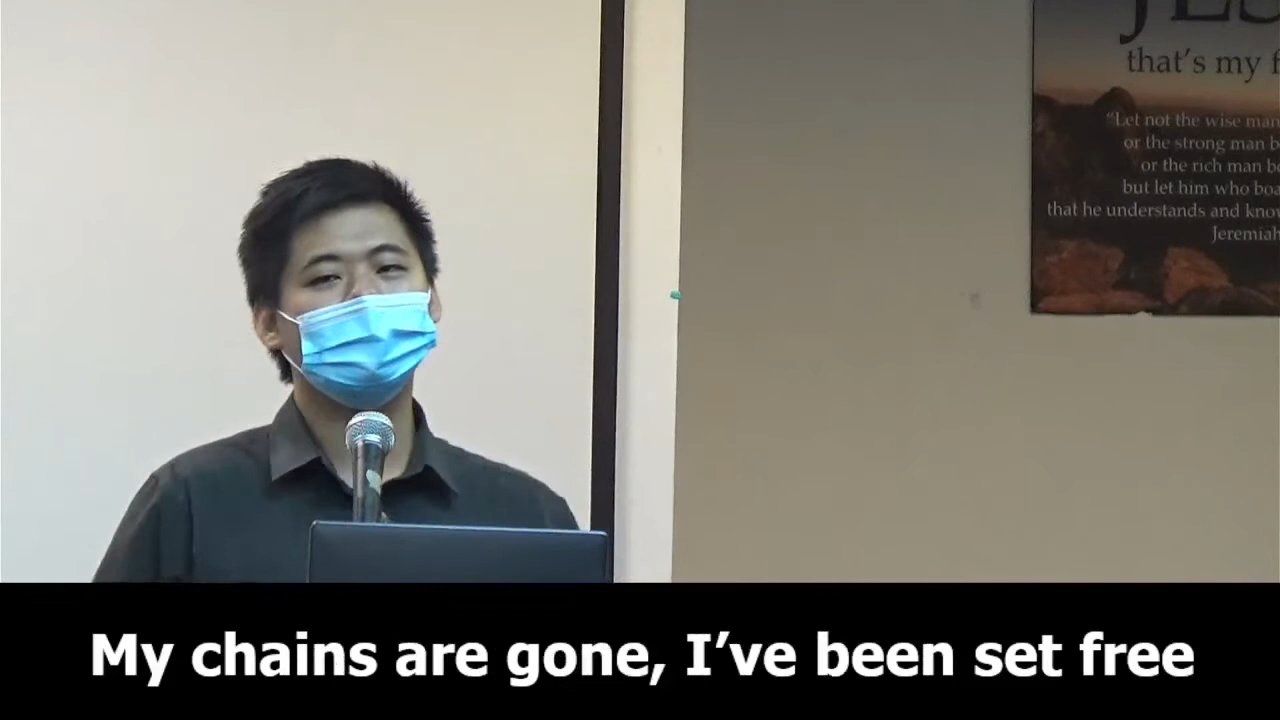 that's my f
"Let not the wise man
or the strong man b
or the rich man bo
but let him who boa
that he understands and know
Jeremiah
My chains are gone, I've been set free